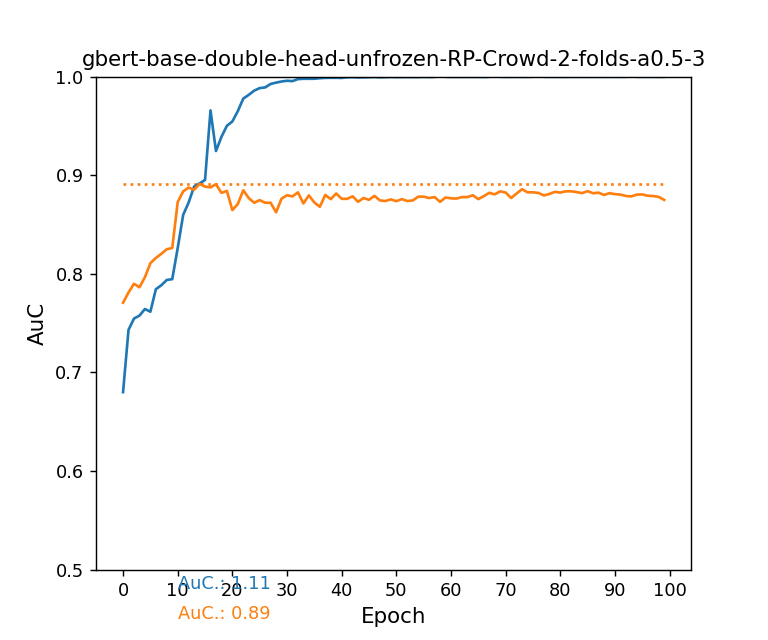 gbert-base-double-head-unfrozen-RP-Crowd-2-folds-a0.5-3
1.0
0.9
0.8
0.7
0.6
0.5
AuC
0 10 20 30 40 50 60 70 80 90 100
AuC.: 1.11
AuC.: 0.89
Epoch